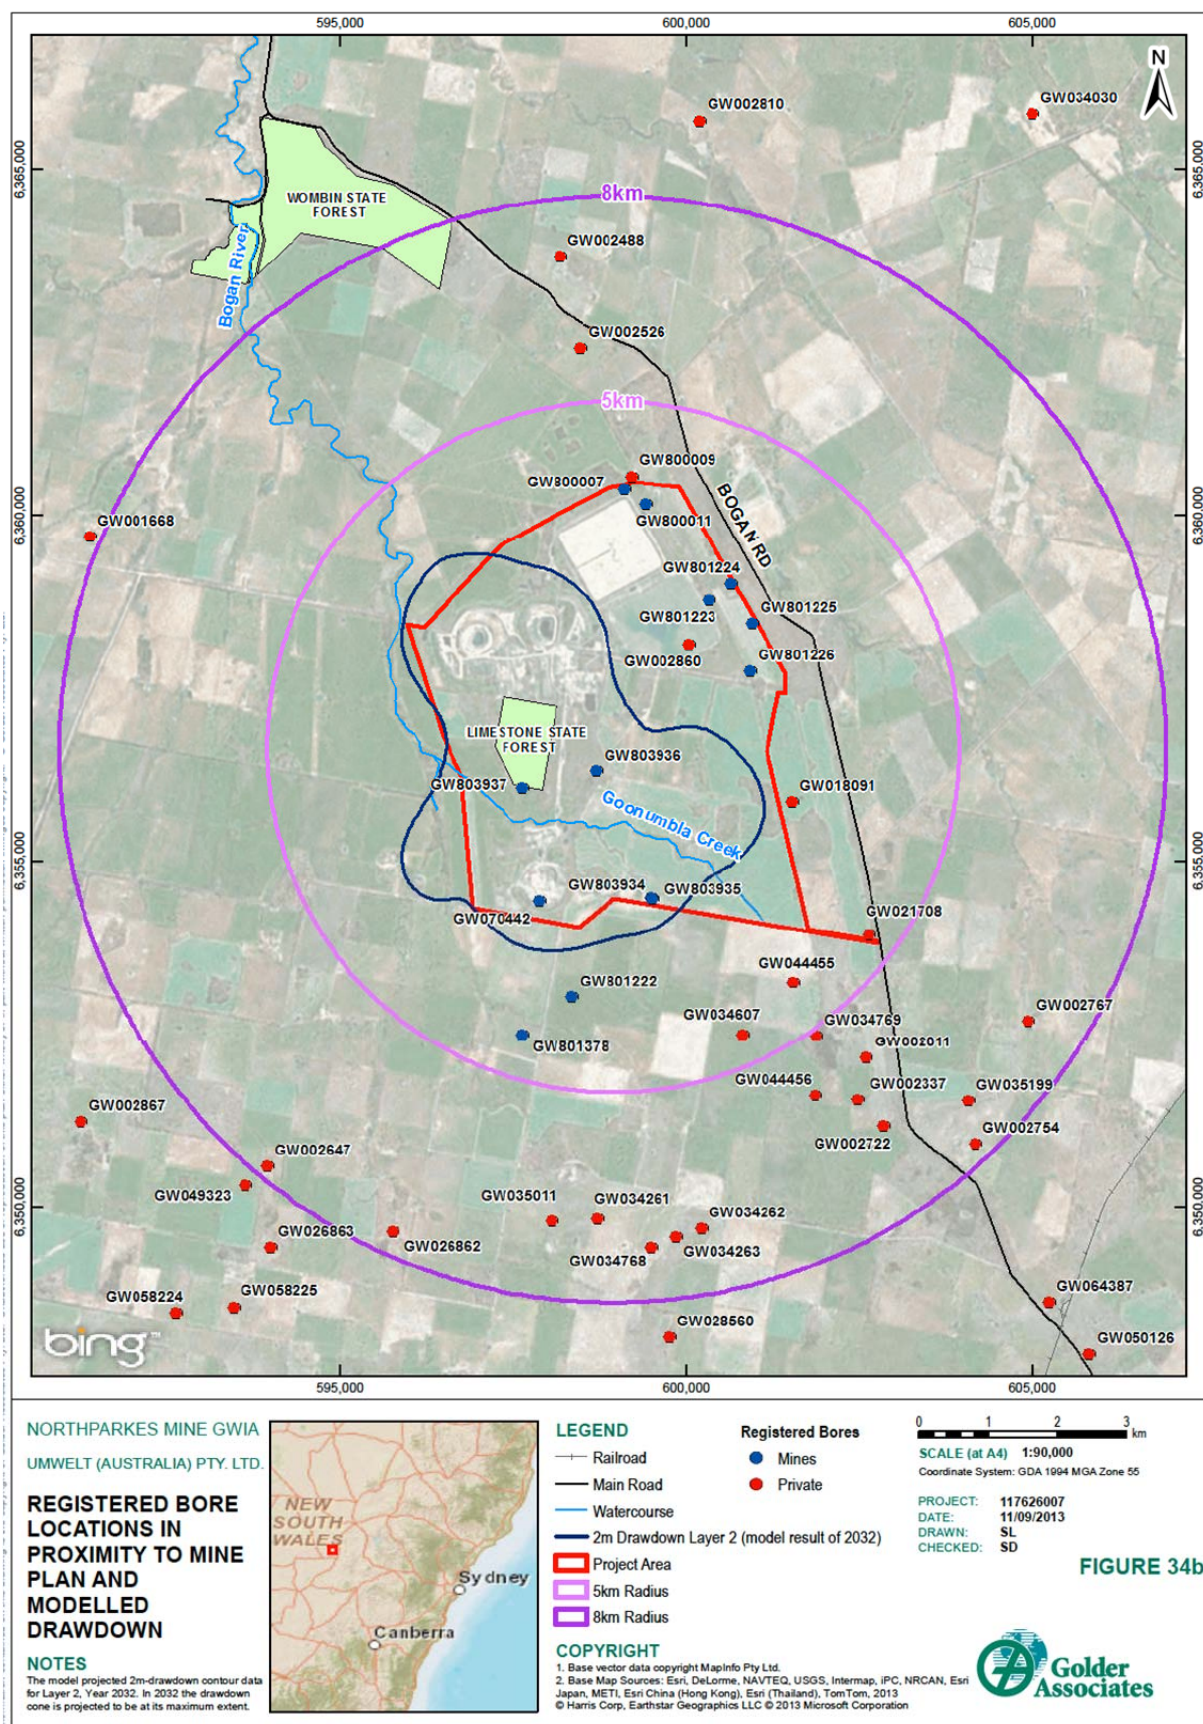 595,000
600,000
605,000
N
GW002810
GW034030
6,365,000
6,365,000
8km
WOMBIN STATE
FOREST
GW002488
Bogan River
GW002526
5km
GW800009
GW800007
GW001668
6,360,000
6,360,000
GW800011
BOGAN RD
GW801224
GW801225
GW801223
GW002860
GW801226
LIMESTONE STATE
FOREST
GW803936
GW803937
GW018091
Goonumbla Creek
6,355,000
6,355,000
GW803934
GW803935
GW070442
GW021708
GW044455
GW801222
GW002767
GW034607
GW034769
GW801378
GW002011
GW044456
GW002337
GW035199
GW002867
GW002722
GW002754
GW002647
GW049323
GW035011
GW034261
GW034262
6,350,000
6,350,000
GW026863
GW026862
GW034768
GW034263
GW058225
GW058224
GW064387
GW028560
GW050126
bing
595,000
600,000
605,000
NORTHPARKES MINE GWIA
UMWELT (AUSTRALIA) PTY. LTD.
REGISTERED BORE
LOCATIONS IN
PROXIMITY TO MINE
PLAN AND
MODELLED
DRAWDOWN
NOTES
The model projected 2m-drawdown contour data
for Layer 2, Year 2032. In 2032 the drawdown
cone is projected to be at its maximum extent.
NEW
SOUTH
WALES
Sydney
Canberra
LEGEND
Railroad
Main Road
Watercourse
2m Drawdown Layer 2 (model result of 2032)
Project Area
5km Radius
8km Radius
Registered Bores
Mines
Private
0 1 2 3
km
SCALE (at A4) 1:90,000
Coordinate System: GDA 1994 MGA Zone 55
PROJECT: 117626007
DATE: 11/09/2013
DRAWN: SL
CHECKED: SD
FIGURE 34b
COPYRIGHT
1. Base vector data copyright MapInfo Pty Ltd.
2. Base Map Sources: Esri, DeLorme, NAVTEQ, USGS, Intermap, iPC, NRCAN, Esri
Japan, METI, Esri China (Hong Kong), Esri (Thailand), TomTom, 2013
© Harris Corp, Earthstar Geographics LLC © 2013 Microsoft Corporation
Golder
Associates